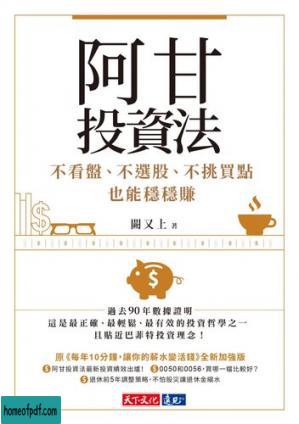 阿甘
投資法
不看盤、不選股、不挑買點
也能穩穩賺
闕又上 著
過去90年數據證明
這是最正確、最輕鬆、最有效的投資哲學之一
且貼近巴菲特投資理念！
原《每年10分鐘，讓你的薪水變活錢》全新加強版
$阿甘投資法最新投資績效出爐！ $0050和0056，買哪一檔比較好？
$退休前5年調整策略，不怕股災讓退休金縮水
天下文化 遠見
homeofpdf.com